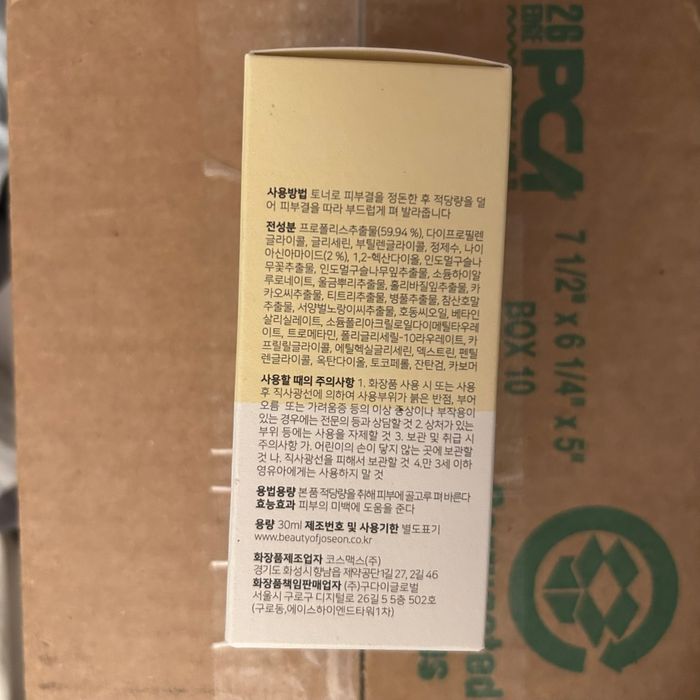 사용방법 토너로 피부결을 정돈한 후 적당량을 덜
어 피부결을 따라 부드럽게 펴 발라줍니다
전성분 프로폴리스추출물(59.94 %), 다이프로필렌
글라이콜, 글리세린, 부틸렌글라이콜, 정제수, 나이
아신아마이드(2 %), 1,2-헥산다이올, 인도멀구슬나
무꽃추출물, 인도멀구슬나무잎추출물, 소듐하이알
루로네이트, 울금뿌리추출물, 홀리바질잎추출물, 카
카오씨추출물, 티트리추출물, 병풀추출물, 참산호말
추출물, 서양벌노랑이씨추출물, 호동씨오일, 베타인
살리실레이트, 소듐폴리아크릴로일다이메틸타우레
이트, 트로메타민, 폴리글리세릴-10라우레이트, 카
프릴릴글라이콜, 에틸헥실글리세린, 덱스트린, 펜틸
렌글라이콜, 옥탄다이올, 토코페롤, 잔탄검, 카보머
사용할 때의 주의사항 1. 화장품 사용 시 또는 사용
후 직사광선에 의하여 사용부위가 붉은 반점, 부어
오름 또는 가려움증 등의 이상 증상이나 부작용이
있는 경우에는 전문의 등과 상담할 것 2. 상처가 있는
부위 등에는 사용을 자제할 것 3. 보관 및 취급 시
주의사항 가. 어린이의 손이 닿지 않는 곳에 보관할
것 나. 직사광선을 피해서 보관할 것 4.만 3세 이하
영유아에게는 사용하지 말 것
용법용량 본 품 적당량을 취해 피부에 골고루 펴 바른다
효능효과 피부의 미백에 도움을 준다
용량 30ml 제조번호 및 사용기한 별도표기
www.beautyofjoseon.co.kr
화장품제조업자 코스맥스(주)
경기도 화성시 향남읍 제약공단1길 27, 2길 46
화장품책임판매업자 (주)구다이글로벌
서울시 구로구 디지털로 26길 5 5층 502호
(구로동,에이스하이엔드타워1차)
26
EDGE
PCA
7 1/2" x 6 1/4" x 5"
BOX 10